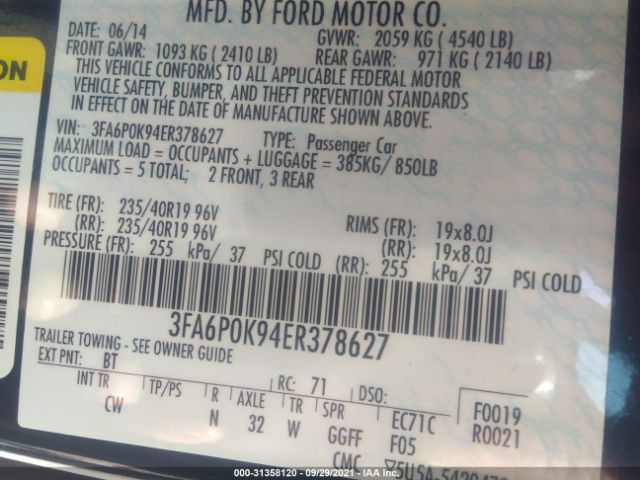 MFD. BY FORD MOTOR CO.
DATE: 06/14 GVWR: 2059 KG ( 4540 LB)
FRONT GAWR: 1093 KG ( 2410 LB) REAR GAWR: 971 KG ( 2140 LB)
THIS VEHICLE CONFORMS TO ALL APPLICABLE FEDERAL MOTOR
VEHICLE SAFETY, BUMPER, AND THEFT PREVENTION STANDARDS
IN EFFECT ON THE DATE OF MANUFACTURE SHOWN ABOVE.
VIN: 3FA6P0K94ER378627 TYPE: Passenger Car
MAXIMUM LOAD = OCCUPANTS + LUGGAGE = 385KG/ 850LB
OCCUPANTS = 5 TOTAL; 2 FRONT, 3 REAR
TIRE (FR): 235/40R19 96V RIMS (FR): 19x8.0J
(RR): 235/40R19 96V (RR): 19x8.0J
PRESSURE (FR): 255 kPa/ 37 PSI COLD (RR): 255 kPa/ 37 PSI COLD
3FA6P0K94ER378627
TRAILER TOWING - SEE OWNER GUIDE
EXT PNT: BT RC: 71 DSO: F0019
INT TR TP/PS R AXLE TR SPR EC71C R0021
CW N 32 W GGFF F05
CMC
ON
000-31358120 - 09/29/2021 - IAA Inc.